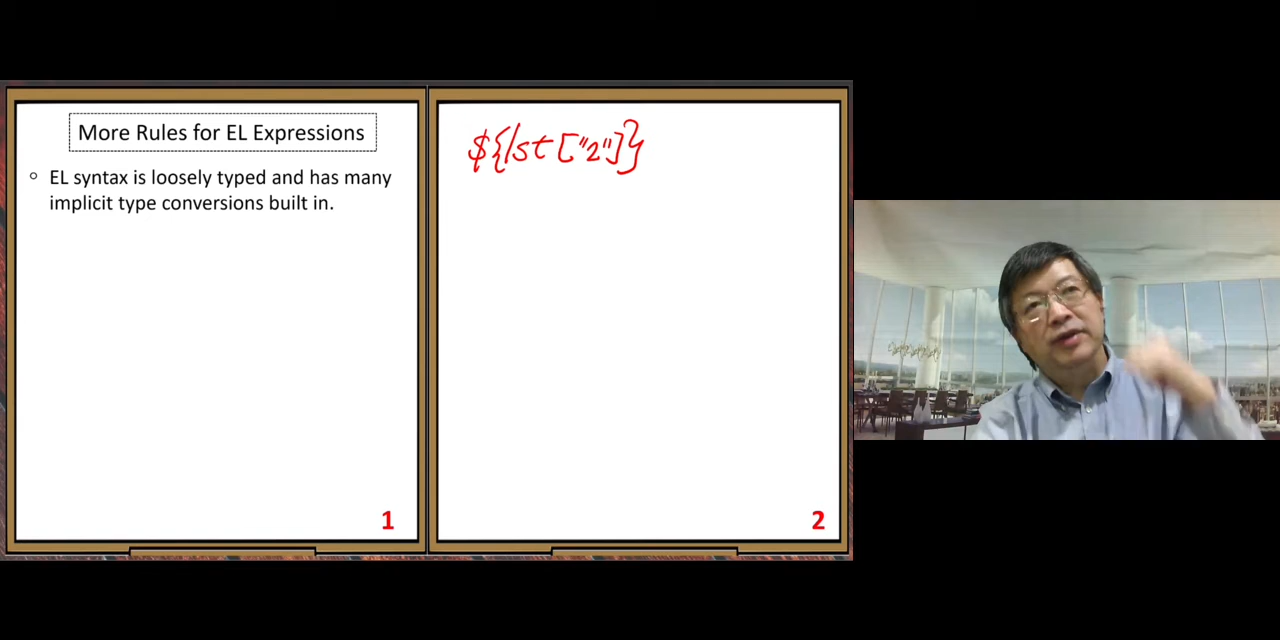 More Rules for EL Expressions
◦ EL syntax is loosely typed and has many
implicit type conversions built in.
1
${lst["2"]}
2